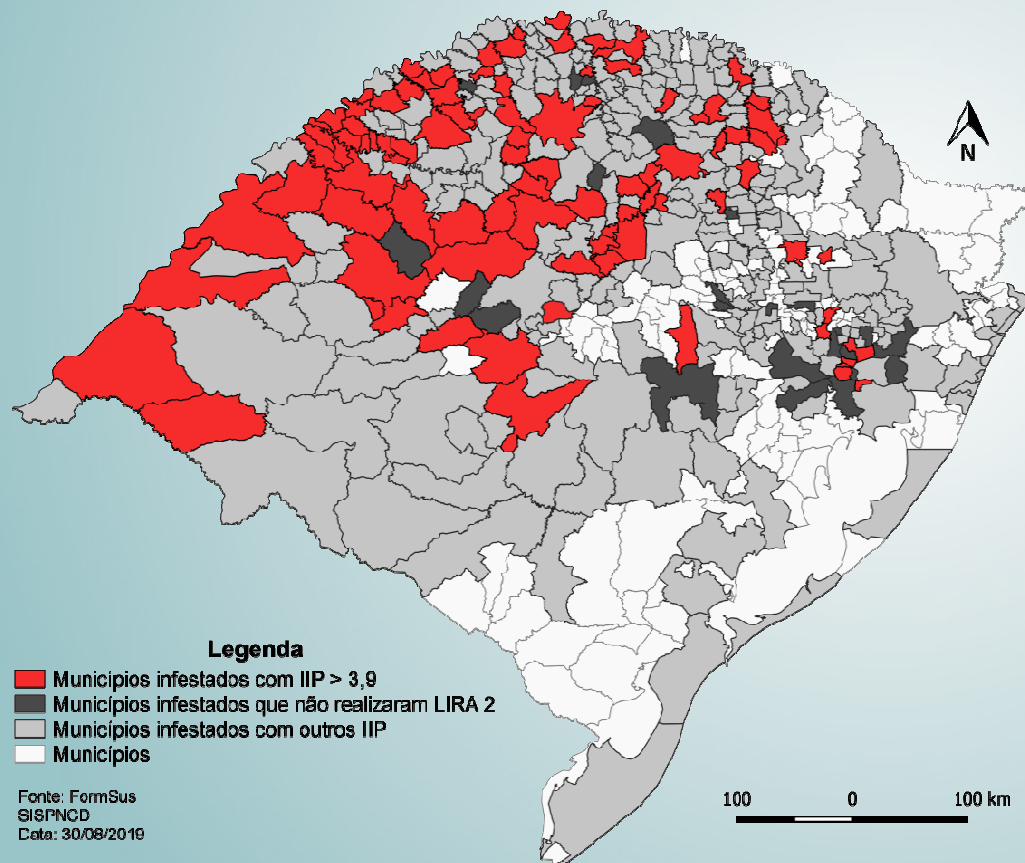 N
Legenda
Municípios infestados com IIP > 3,9
Municípios infestados que não realizaram LIRA 2
Municípios infestados com outros IIP
Municípios
Fonte: FormSus
SISPNCD
Data: 30/08/2019
100 0 100 km